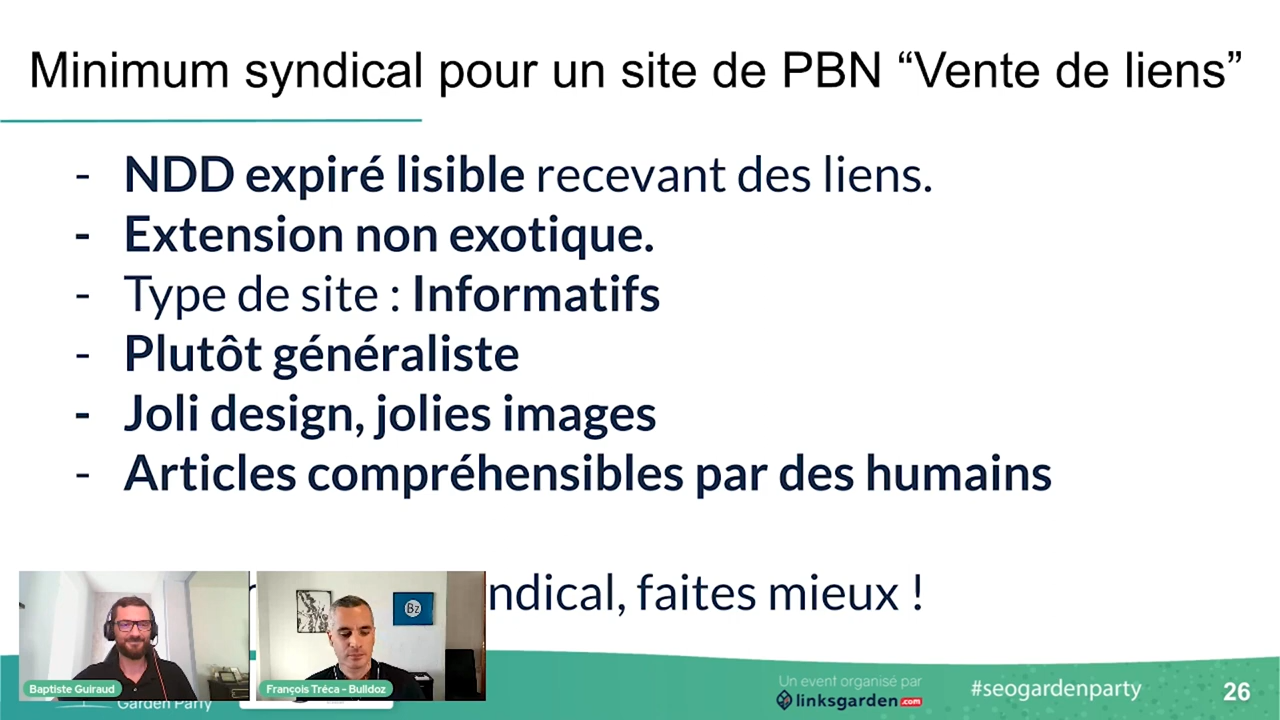 Minimum syndical pour un site de PBN “Vente de liens”
- NDD expiré lisible recevant des liens.
- Extension non exotique.
- Type de site : Informatifs
- Plutôt généraliste
- Joli design, jolies images
- Articles compréhensibles par des humains
ndical, faites mieux !
Bz
Baptiste Guiraud
François Tréca - Bulldoz
Garden Party
Un event organisé par
linksgarden.com
#seogardenparty
26